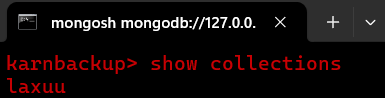 mongosh mongodb://127.0.0.
karnbackup> show collections
laxuu